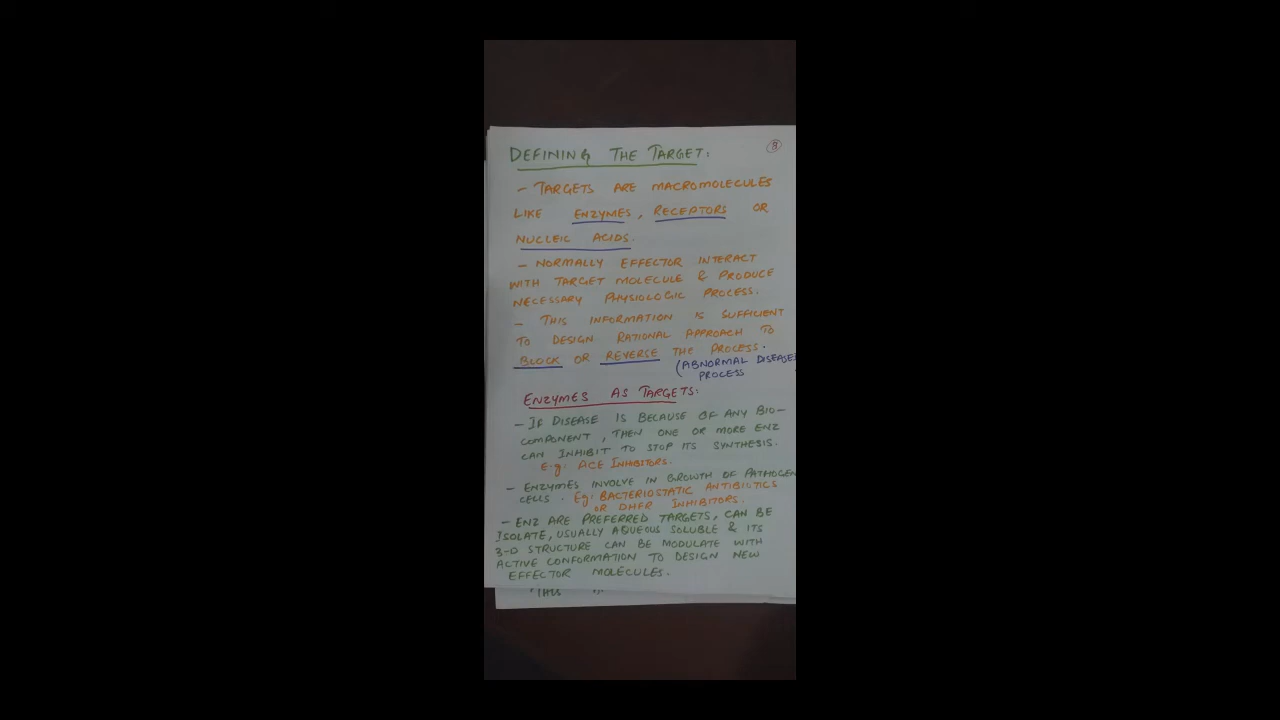 DEFINING THE TARGET:
8
- TARGETS ARE MACROMOLECULES
LIKE ENZYMES, RECEPTORS OR
NUCLEIC ACIDS.
- NORMALLY EFFECTOR INTERACT
WITH TARGET MOLECULE & PRODUCE
NECESSARY PHYSIOLOGIC PROCESS.
- THIS INFORMATION IS SUFFICIENT
TO DESIGN RATIONAL APPROACH TO
BLOCK OR REVERSE THE PROCESS.
(ABNORMAL DISEASE
PROCESS
ENZYMES AS TARGETS:
- IF DISEASE IS BECAUSE OF ANY BIO-
COMPONENT, THEN ONE OR MORE ENZ
CAN INHIBIT TO STOP ITS SYNTHESIS.
E.g: ACE INHIBITORS.
- ENZYMES INVOLVE IN GROWTH OF PATHOGEN
CELLS. Eg: BACTERIOSTATIC ANTIBIOTICS
OR DHFR INHIBITORS.
- ENZ ARE PREFERRED TARGETS, CAN BE
ISOLATE, USUALLY AQUEOUS SOLUBLE & ITS
3-D STRUCTURE CAN BE MODULATE WITH
ACTIVE CONFORMATION TO DESIGN NEW
EFFECTOR MOLECULES.